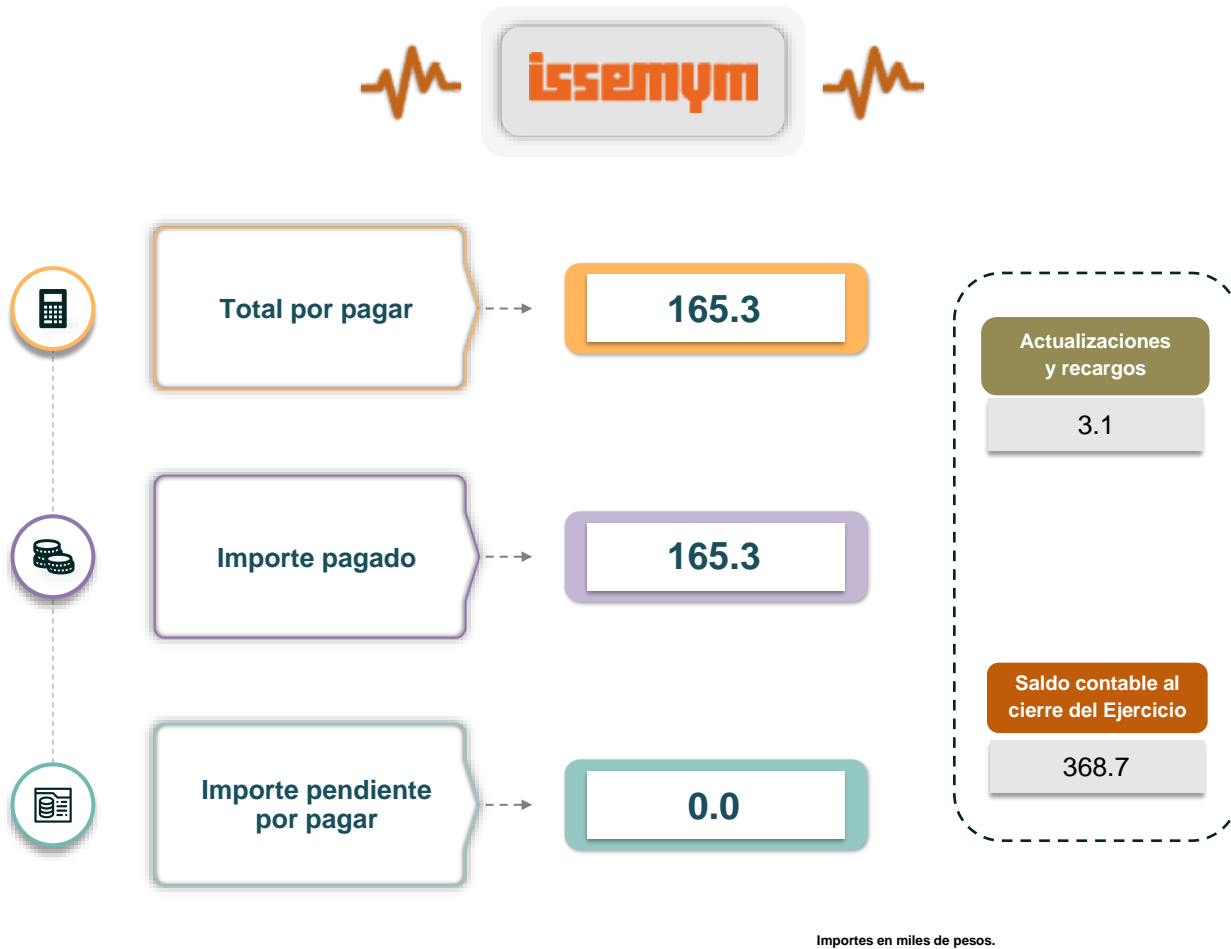 issemym
Total por pagar
165.3
Actualizaciones
y recargos
3.1
Importe pagado
165.3
Saldo contable al
cierre del Ejercicio
368.7
Importe pendiente
por pagar
0.0
Importes en miles de pesos.